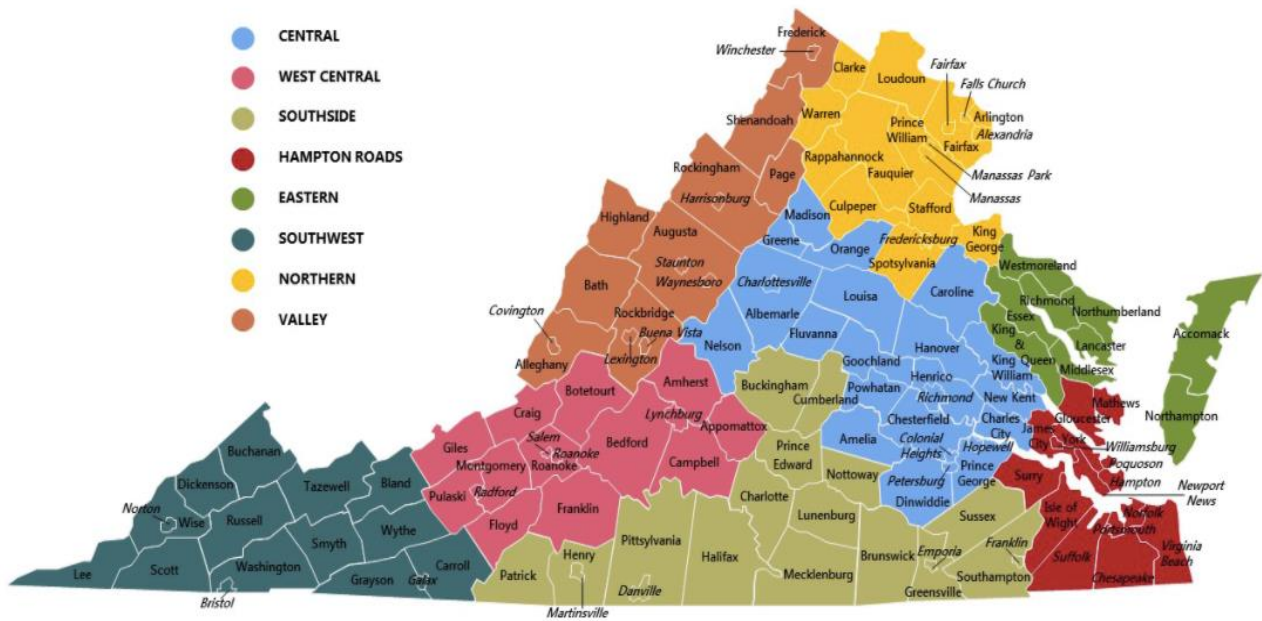 CENTRAL
WEST CENTRAL
SOUTHSIDE
HAMPTON ROADS
EASTERN
SOUTHWEST
NORTHERN
VALLEY
Frederick
Winchester
Clarke
Loudoun
Fairfax
Falls Church
Shenandoah
Warren
Prince
William
Arlington
Alexandria
Fairfax
Rockingham
Page
Rappahannock
Fauquier
Manassas Park
Manassas
Harrisonburg
Highland
Augusta
Madison
Culpeper
Stafford
Greene
Orange
Fredericksburg
King
George
Staunton
Waynesboro
Spotsylvania
Westmoreland
Bath
Charlottesville
Louisa
Caroline
Richmond
Essex
Northumberland
Covington
Rockbridge
Albemarle
Fluvanna
King
&
Queen
Lancaster
Accomack
Buena Vista
Lexington
Nelson
Hanover
Alleghany
Goochland
King
William
Middlesex
Botetourt
Amherst
Buckingham
Cumberland
Powhatan
Henrico
Richmond
New Kent
Mathews
Gloucester
Northampton
Craig
Lynchburg
Appomattox
Chesterfield
Charles
City
James
City
York
Williamsburg
Poquoson
Hampton
Newport
News
Giles
Salem
Roanoke
Roanoke
Bedford
Campbell
Prince
Edward
Amelia
Colonial
Heights
Hopewell
Buchanan
Montgomery
Nottoway
Petersburg
Prince
George
Surry
Dickenson
Tazewell
Bland
Pulaski
Radford
Franklin
Charlotte
Dinwiddie
Isle of
Wight
Norfolk
Portsmouth
Norton
Wise
Russell
Smyth
Wythe
Floyd
Pittsylvania
Lunenburg
Sussex
Franklin
Virginia
Beach
Lee
Scott
Washington
Grayson
Galax
Carroll
Patrick
Henry
Halifax
Mecklenburg
Brunswick
Emporia
Southampton
Suffolk
Chesapeake
Bristol
Martinsville
Danville
Greensville